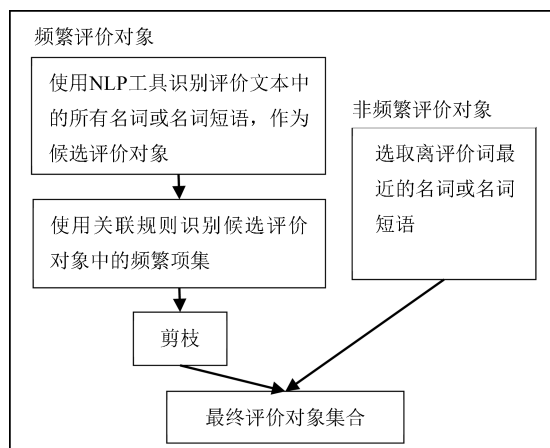 频繁评价对象
使用NLP工具识别评价文本中
的所有名词或名词短语，作为
候选评价对象
使用关联规则识别候选评价
对象中的频繁项集
剪枝
非频繁评价对象
选取离评价词最
近的名词或名词
短语
最终评价对象集合